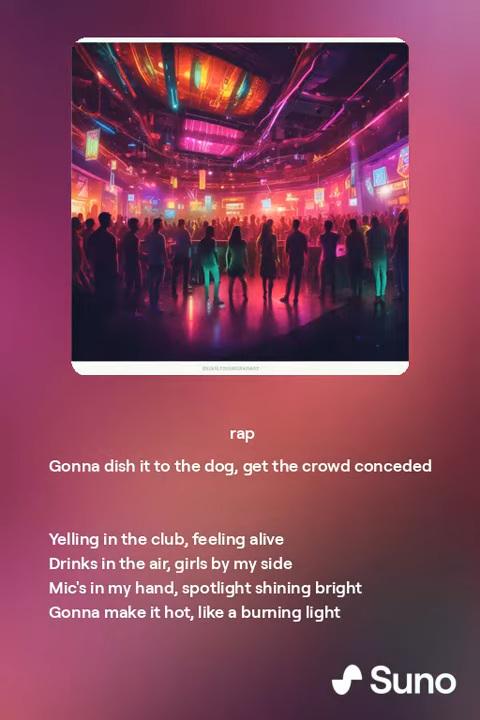 rap
Gonna dish it to the dog, get the crowd conceded
Yelling in the club, feeling alive
Drinks in the air, girls by my side
Mic's in my hand, spotlight shining bright
Gonna make it hot, like a burning light
Suno